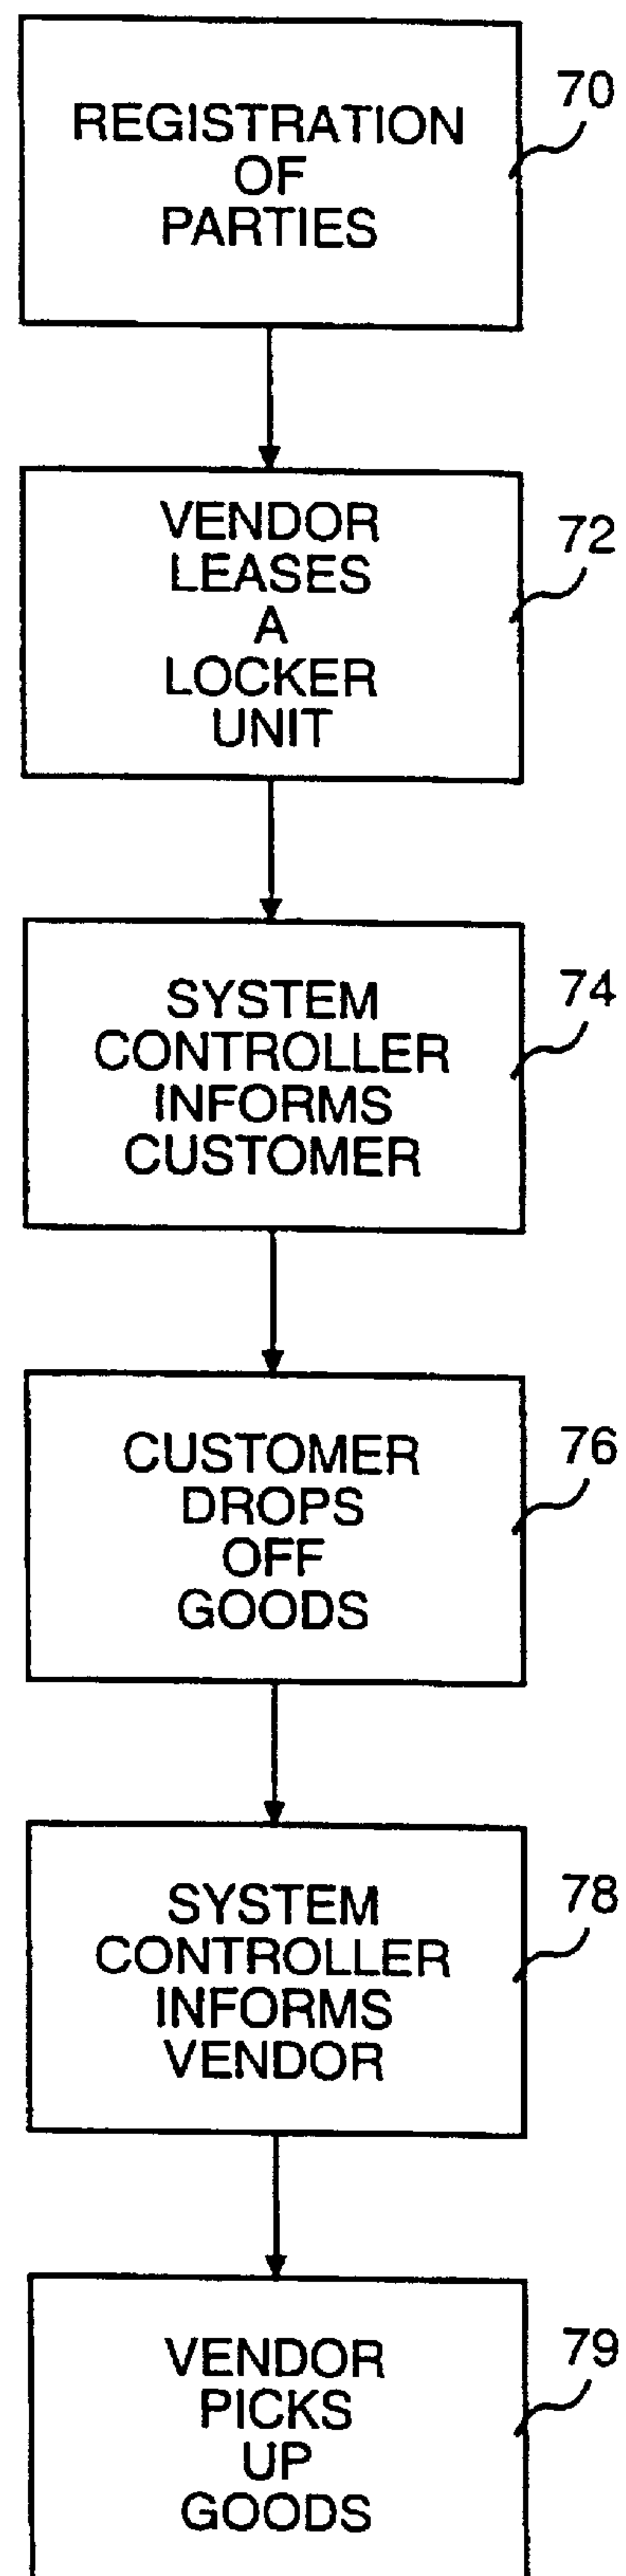 REGISTRATION
OF
PARTIES
70
VENDOR
LEASES
A
LOCKER
UNIT
72
SYSTEM
CONTROLLER
INFORMS
CUSTOMER
74
CUSTOMER
DROPS
OFF
GOODS
76
SYSTEM
CONTROLLER
INFORMS
VENDOR
78
VENDOR
PICKS
UP
GOODS
79